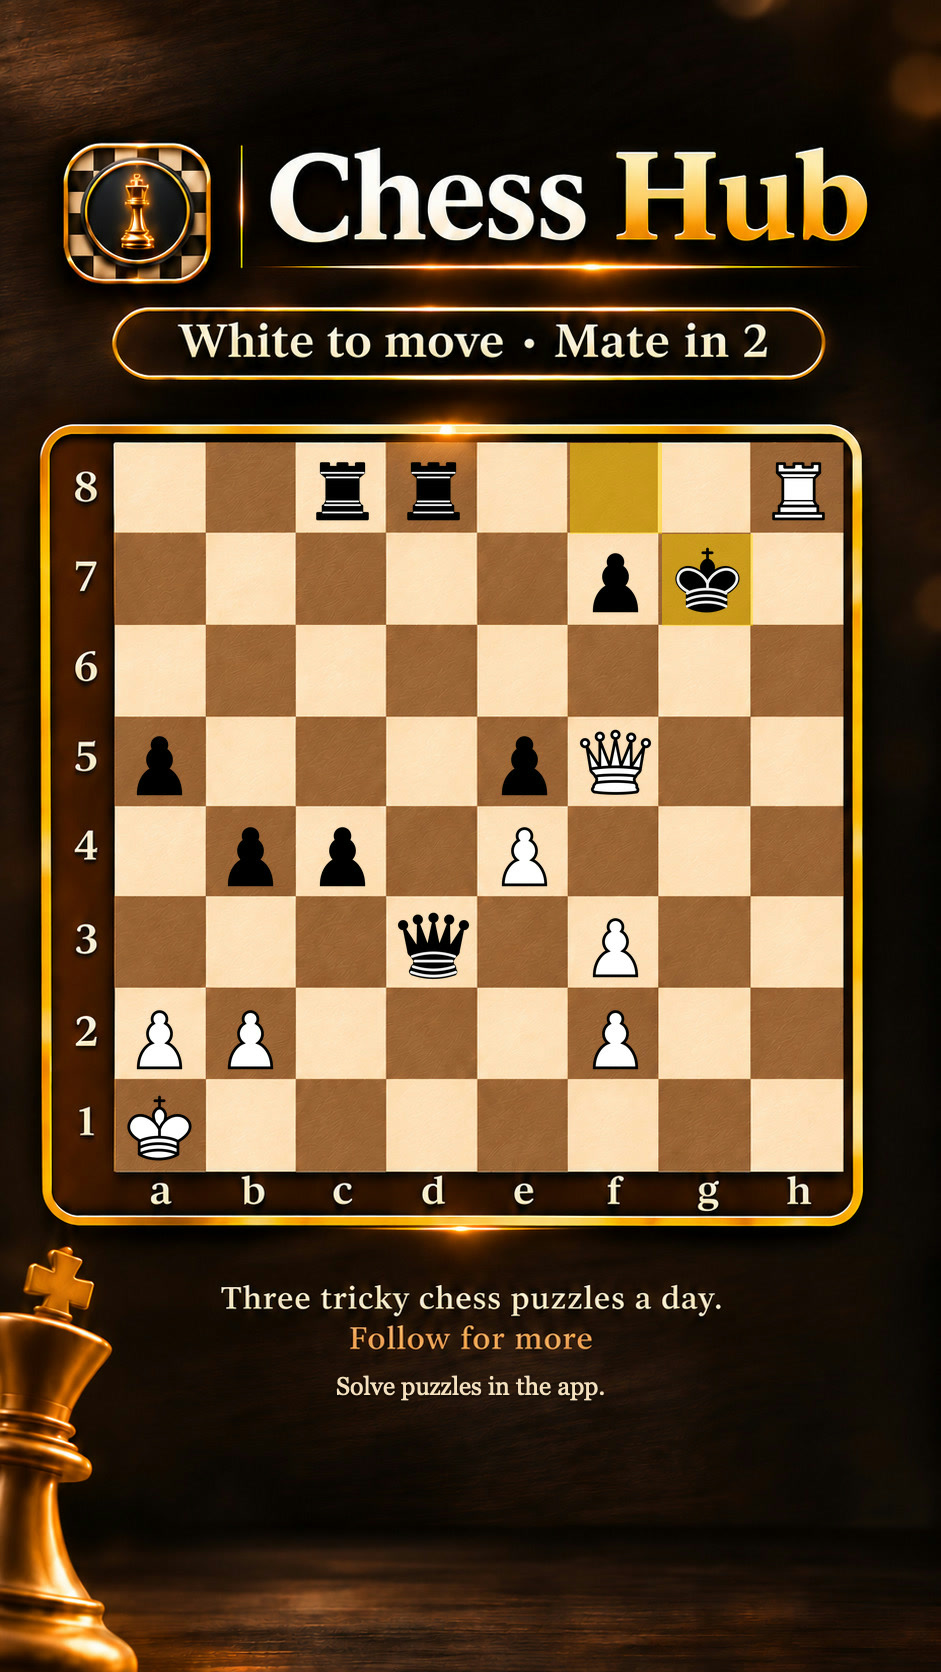 Chess Hub
White to move • Mate in 2
8
7
6
5
4
3
2
1
a b c d e f g h
Three tricky chess puzzles a day.
Follow for more
Solve puzzles in the app.